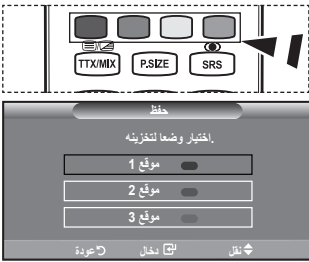 TTX/MIX P.SIZE SRS
حفظ
اختيار وضعا لتخزينه.
موقع 1
موقع 2
موقع 3
نقل دخال عودة